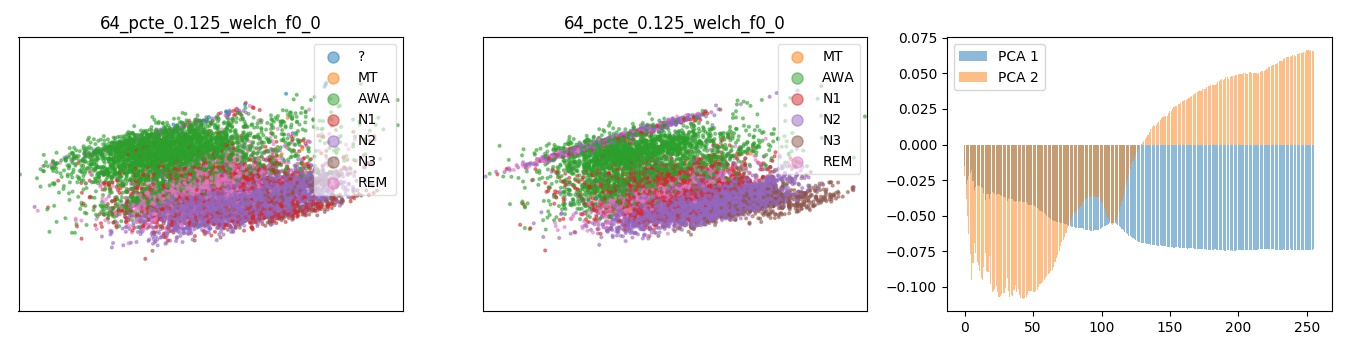 64_pcte_0.125_welch_f0_0
?
MT
AWA
N1
N2
N3
REM
64_pcte_0.125_welch_f0_0
MT
AWA
N1
N2
N3
REM
PCA 1
PCA 2
0.075
0.050
0.025
0.000
−0.025
−0.050
−0.075
−0.100
0 50 100 150 200 250